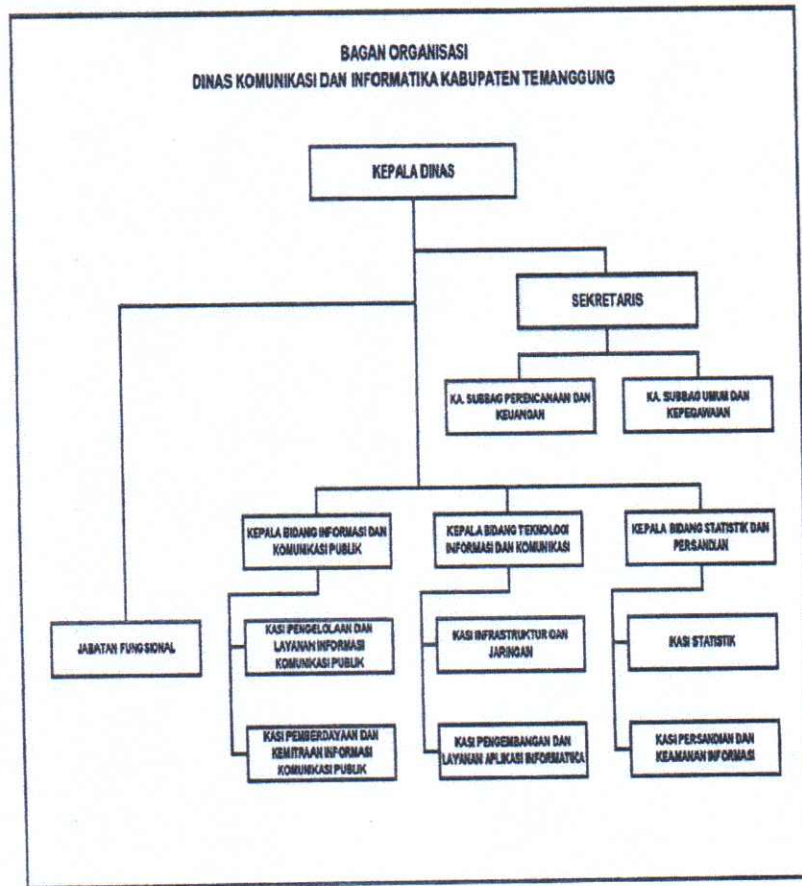 BAGAN ORGANISASI
DINAS KOMUNIKASI DAN INFORMATIKA KABUPATEN TEMANGGUNG
KEPALA DINAS
SEKRETARIS
KA. SUBBAG PERENCANAAN DAN
KEUANGAN
KA. SUBBAG UMUM DAN
KEPEGAWAIAN
KEPALA BIDANG INFORMASI DAN
KOMUNIKASI PUBLIK
KEPALA BIDANG TEKNOLOGI
INFORMASI DAN KOMUNIKASI
KEPALA BIDANG STATISTIK DAN
PERSANDIAN
JABATAN FUNGSIONAL
KASI PENGELOLAAN DAN
LAYANAN INFORMASI
KOMUNIKASI PUBLIK
KASI INFRASTRUKTUR DAN
JARINGAN
KASI STATISTIK
KASI PEMBERDAYAAN DAN
KEMITRAAN INFORMASI
KOMUNIKASI PUBLIK
KASI PENGEMBANGAN DAN
LAYANAN APLIKASI INFORMATIKA
KASI PERSANDIAN DAN
KEAMANAN INFORMASI